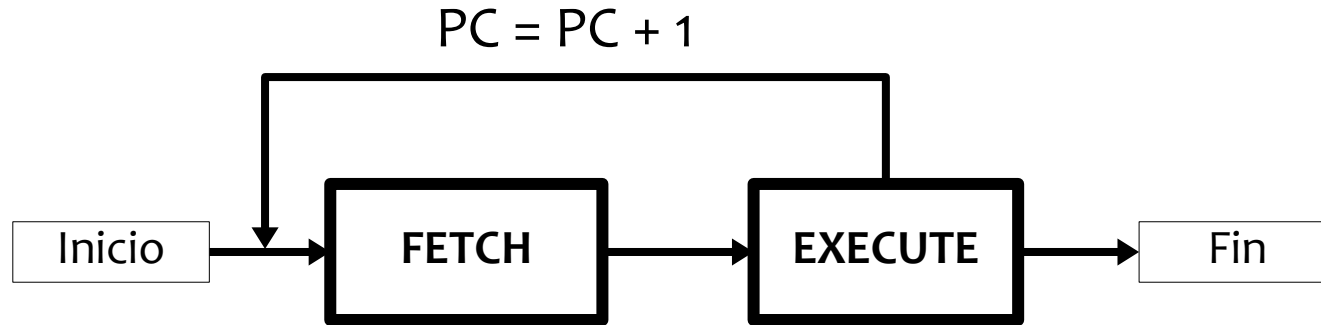 PC = PC + 1
Inicio
FETCH
EXECUTE
Fin